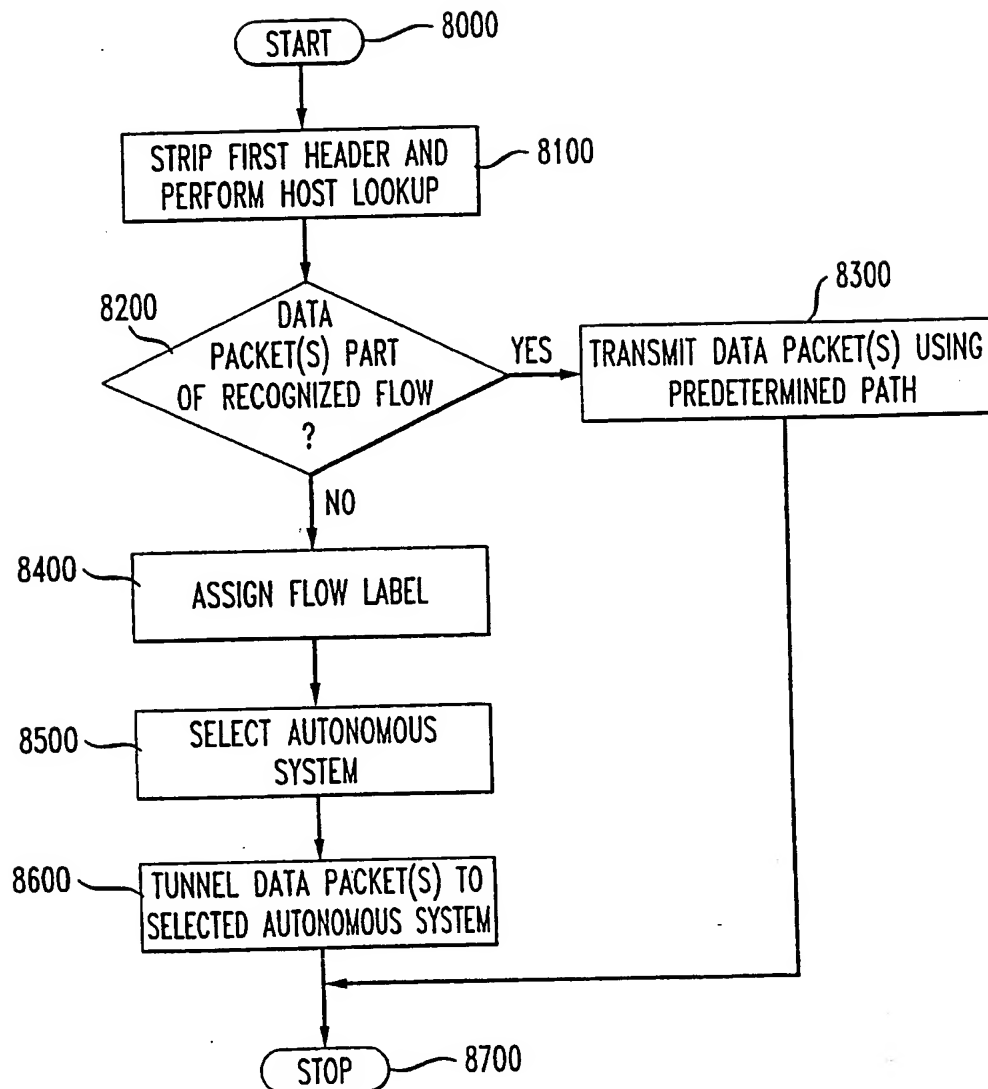 START
8000
STRIP FIRST HEADER AND
PERFORM HOST LOOKUP
8100
8200
DATA
PACKET(S) PART
OF RECOGNIZED FLOW
?
YES
8300
TRANSMIT DATA PACKET(S) USING
PREDETERMINED PATH
NO
8400
ASSIGN FLOW LABEL
8500
SELECT AUTONOMOUS
SYSTEM
8600
TUNNEL DATA PACKET(S) TO
SELECTED AUTONOMOUS SYSTEM
STOP
8700